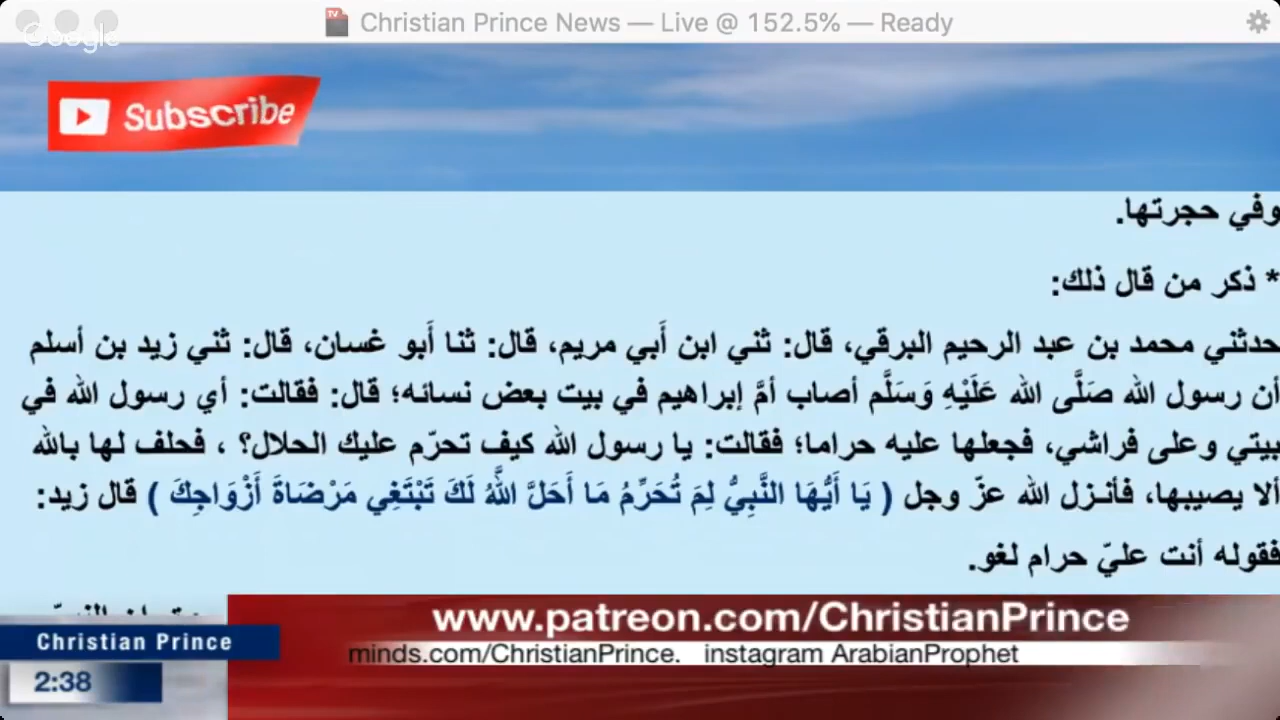 Christian Prince News — Live @ 152.5% — Ready
Google
Subscribe
وفي حجرتها.
* ذكر من قال ذلك:
حدثني محمد بن عبد الرحيم البرقي، قال: ثني ابن أَبي مريم، قال: ثنا أَبو غسان، قال: ثني زيد بن أسلم
أن رسول الله صَلَّى الله عَلَيْهِ وَسَلَّم أصاب أمَّ إبراهيم في بيت بعض نسائه؛ قال: فقالت: أي رسول الله في
بيتي وعلى فراشي، فجعلها عليه حراما؛ فقالت: يا رسول الله كيف تحرّم عليك الحلال؟ ، فحلف لها بالله
ألا يصيبها، فأنـزل الله عزّ وجل ( يَا أَيُّهَا النَّبِيُّ لِمَ تُحَرِّمُ مَا أَحَلَّ اللَّهُ لَكَ تَبْتَغِي مَرْضَاةَ أَزْوَاجِكَ ) قال زيد:
فقوله أنت عليّ حرام لغو.
www.patreon.com/ChristianPrince
Christian Prince
minds.com/ChristianPrince. instagram ArabianProphet
2:38